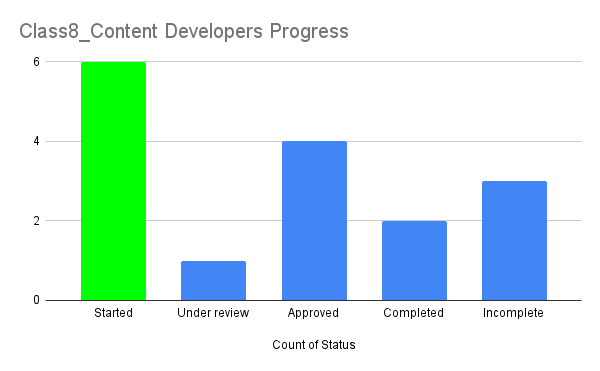 Class8_Content Developers Progress
6
4
2
0
Started Under review Approved Completed Incomplete
Count of Status